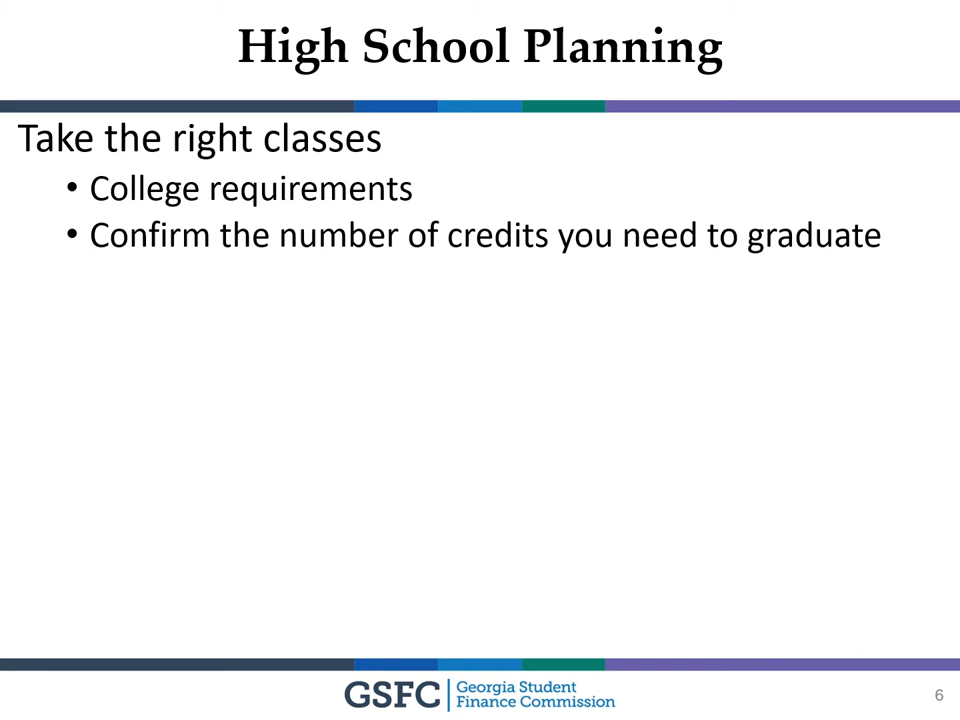 High School Planning
Take the right classes
• College requirements
• Confirm the number of credits you need to graduate
GSFC
Georgia Student
Finance Commission
6